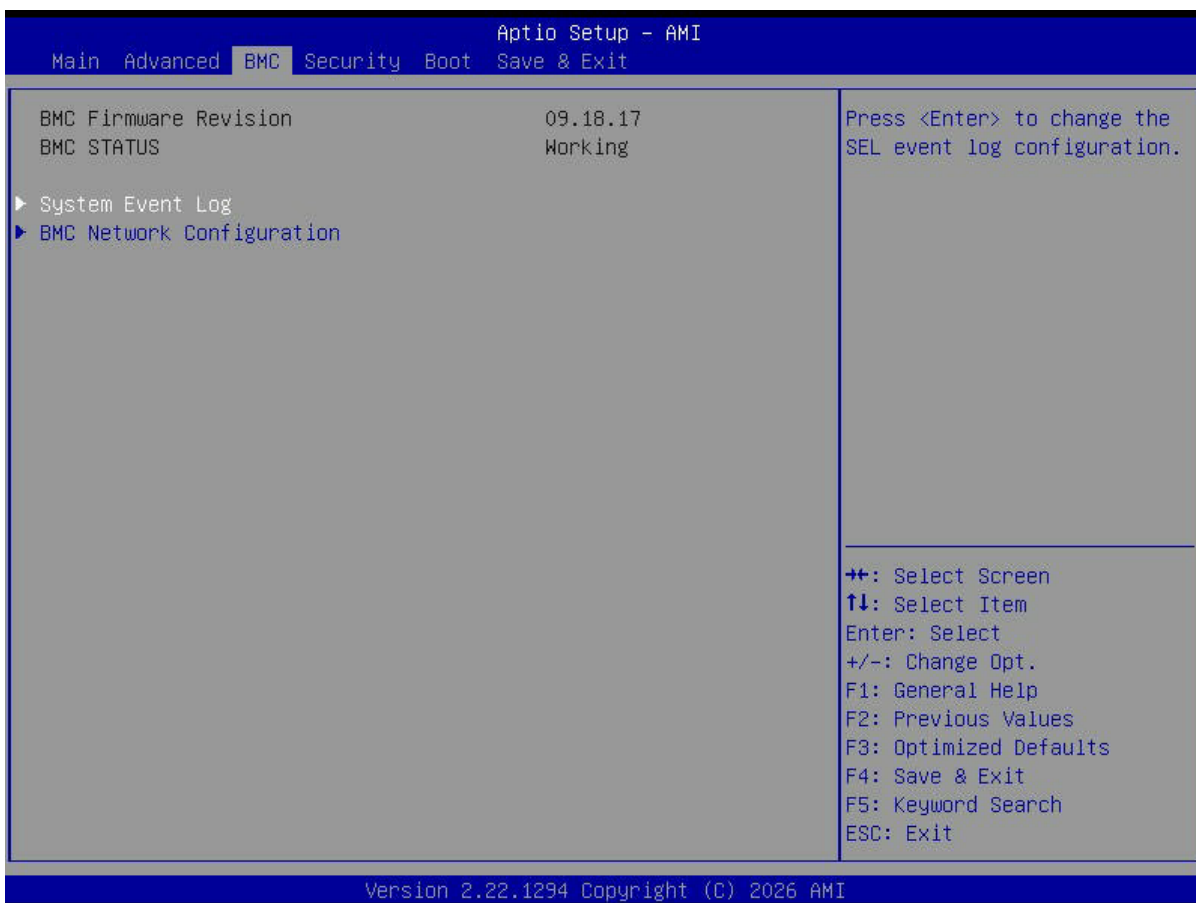 Aptio Setup - AMI
Main Advanced BMC Security Boot Save & Exit
BMC Firmware Revision 09.18.17
BMC STATUS Working
▶ System Event Log
▶ BMC Network Configuration
Press <Enter> to change the
SEL event log configuration.
→←: Select Screen
↑↓: Select Item
Enter: Select
+/-: Change Opt.
F1: General Help
F2: Previous Values
F3: Optimized Defaults
F4: Save & Exit
F5: Keyword Search
ESC: Exit
Version 2.22.1294 Copyright (C) 2026 AMI